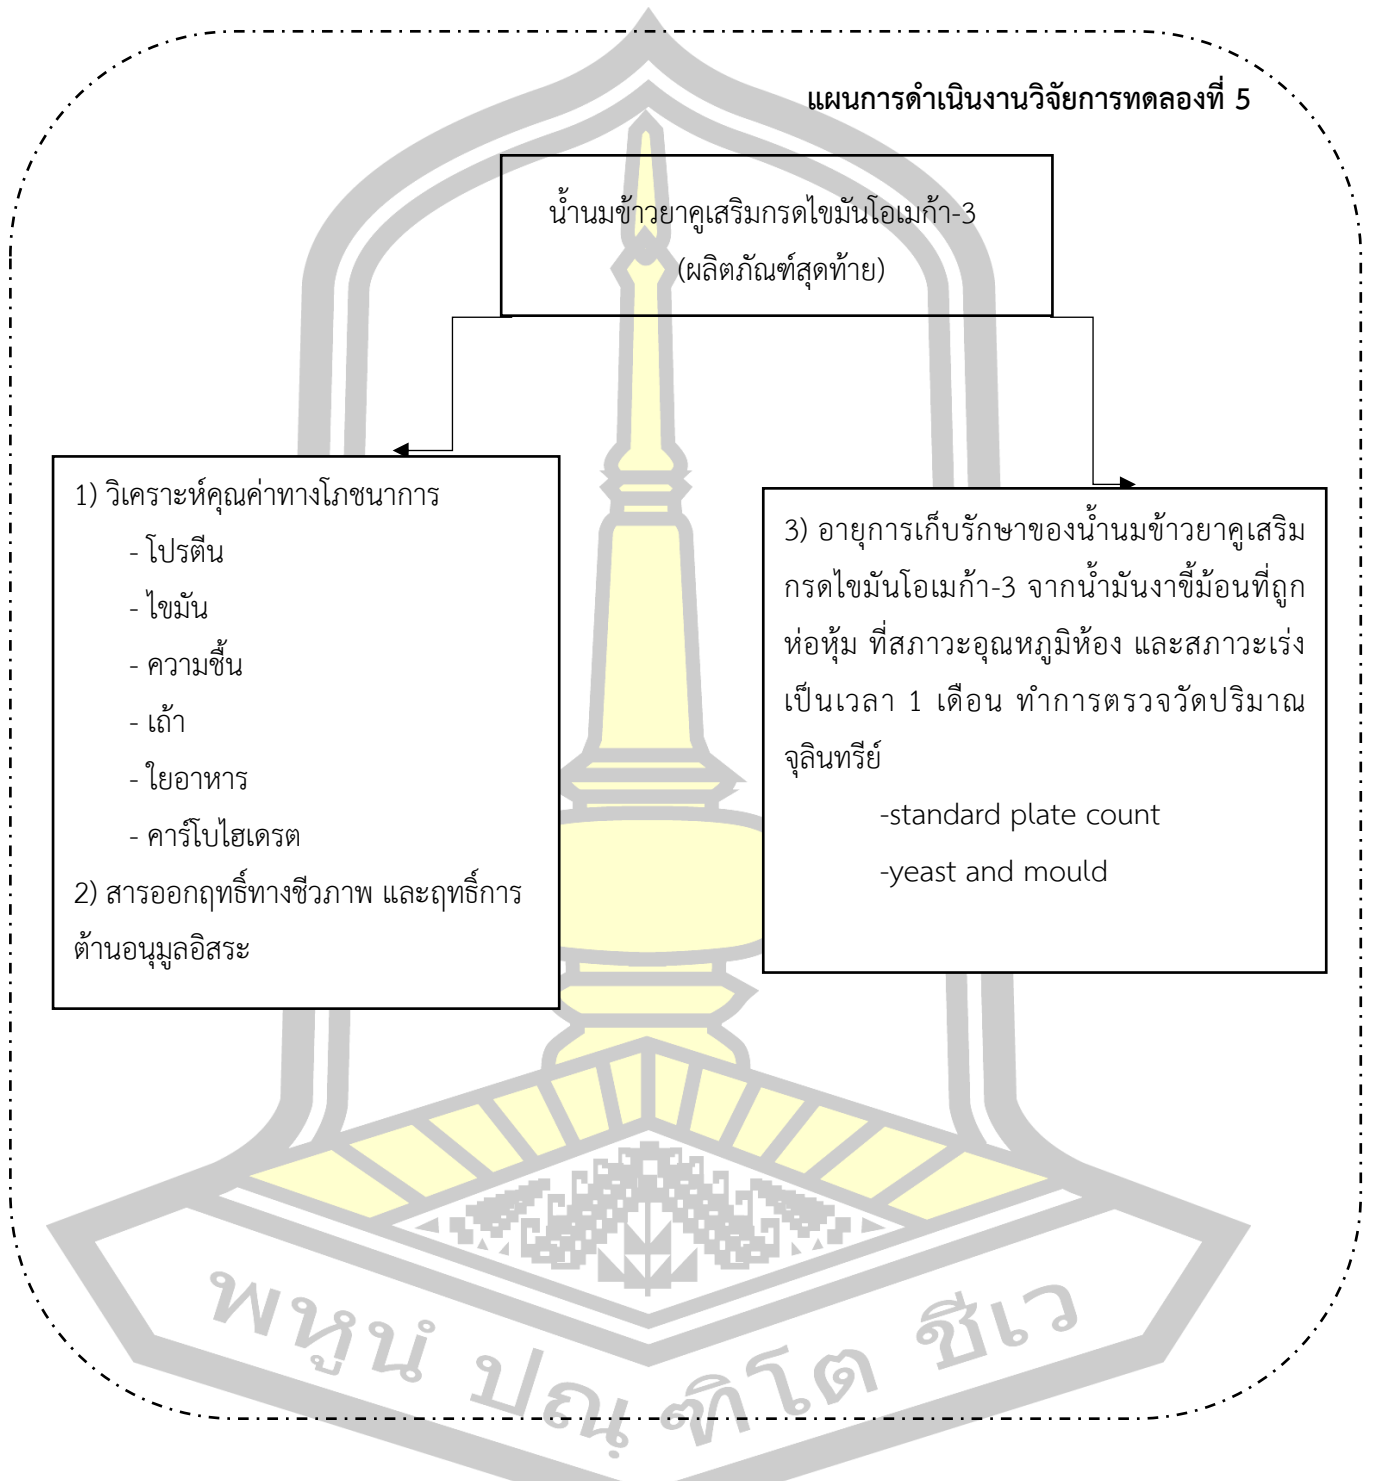 แผนการดำเนินงานวิจัยการทดลองที่ 5
น้ำนมข้าวยาคูเสริมกรดไขมันโอเมก้า-3
(ผลิตภัณฑ์สุดท้าย)
1) วิเคราะห์คุณค่าทางโภชนาการ
- โปรตีน
- ไขมัน
- ความชื้น
- เถ้า
- ใยอาหาร
- คาร์โบไฮเดรต
2) สารออกฤทธิ์ทางชีวภาพ และฤทธิ์การ
ต้านอนุมูลอิสระ
3) อายุการเก็บรักษาของน้ำนมข้าวยาคูเสริม
กรดไขมันโอเมก้า-3 จากน้ำมันงาขี้ม้อนที่ถูก
ห่อหุ้ม ที่สภาวะอุณหภูมิห้อง และสภาวะเร่ง
เป็นเวลา 1 เดือน ทำการตรวจวัดปริมาณ
จุลินทรีย์
-standard plate count
-yeast and mould
พหูนํ ปณฺฑิโต ชีเว